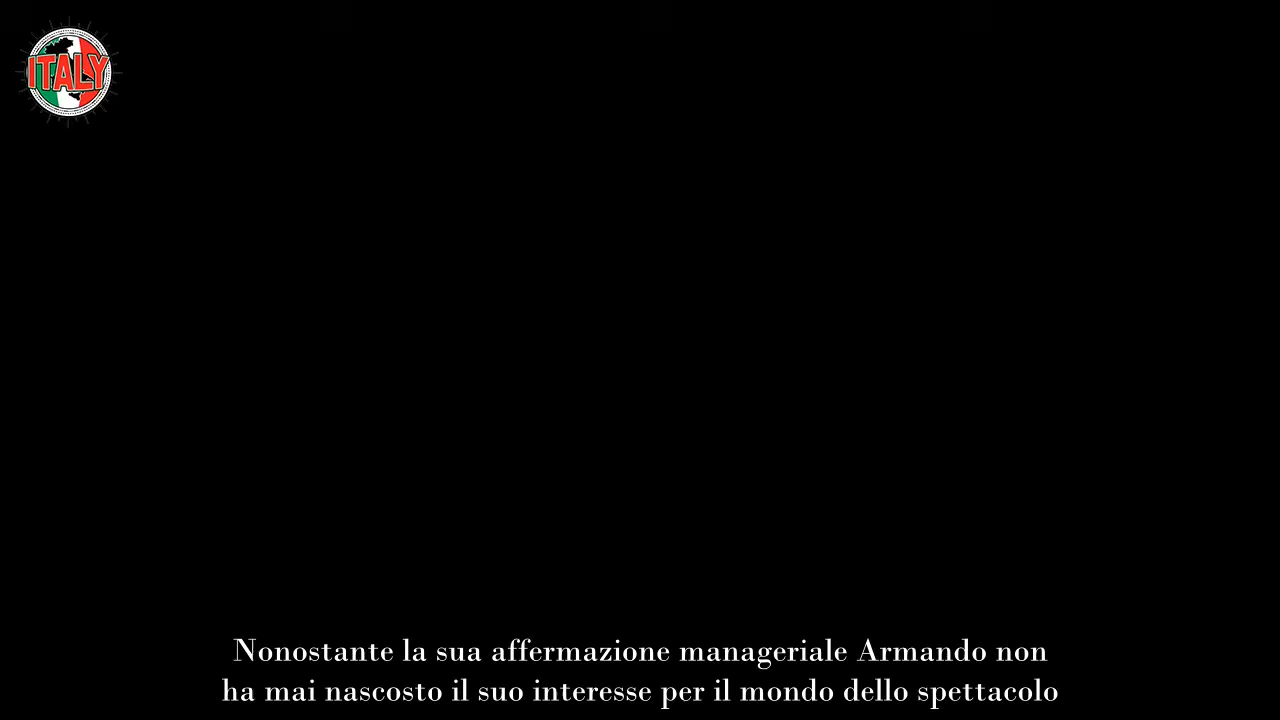 ITALY
Nonostante la sua affermazione manageriale Armando non
ha mai nascosto il suo interesse per il mondo dello spettacolo